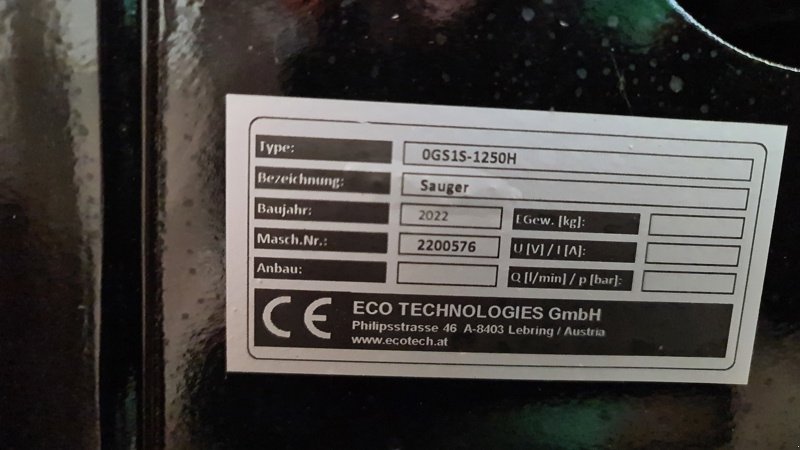 Type: 0GS1S-1250H
Bezeichnung: Sauger
Baujahr: 2022 EGew. [kg]:
Masch.Nr.: 2200576 U [V] / I [A]:
Anbau: Q [l/min] / p [bar]:
CE ECO TECHNOLOGIES GmbH
Philipsstrasse 46 A-8403 Lebring / Austria
www.ecotech.at